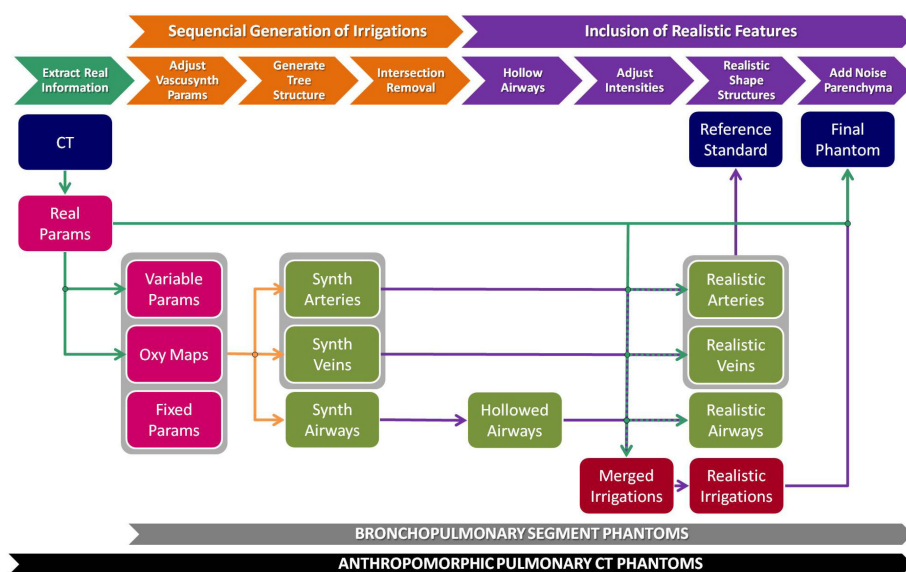 Sequencial Generation of Irrigations
Inclusion of Realistic Features
Extract Real
Information
Adjust
Vascusynth
Params
Generate
Tree
Structure
Intersection
Removal
Hollow
Airways
Adjust
Intensities
Realistic
Shape
Structures
Add Noise
Parenchyma
CT
Reference
Standard
Final
Phantom
Real
Params
Variable
Params
Synth
Arteries
Realistic
Arteries
Oxy Maps
Synth
Veins
Realistic
Veins
Fixed
Params
Synth
Airways
Hollowed
Airways
Realistic
Airways
Merged
Irrigations
Realistic
Irrigations
BRONCHOPULMONARY SEGMENT PHANTOMS
ANTHROPOMORPHIC PULMONARY CT PHANTOMS